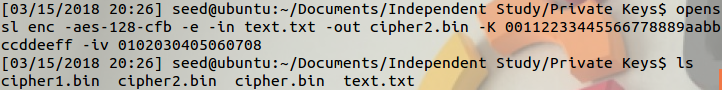 [03/15/2018 20:26] seed@ubuntu:~/Documents/Independent Study/Private Keys$ opens
sl enc -aes-128-cfb -e -in text.txt -out cipher2.bin -K 00112233445566778889aabb
ccddeeff -iv 0102030405060708
[03/15/2018 20:26] seed@ubuntu:~/Documents/Independent Study/Private Keys$ ls
cipher1.bin  cipher2.bin  cipher.bin  text.txt